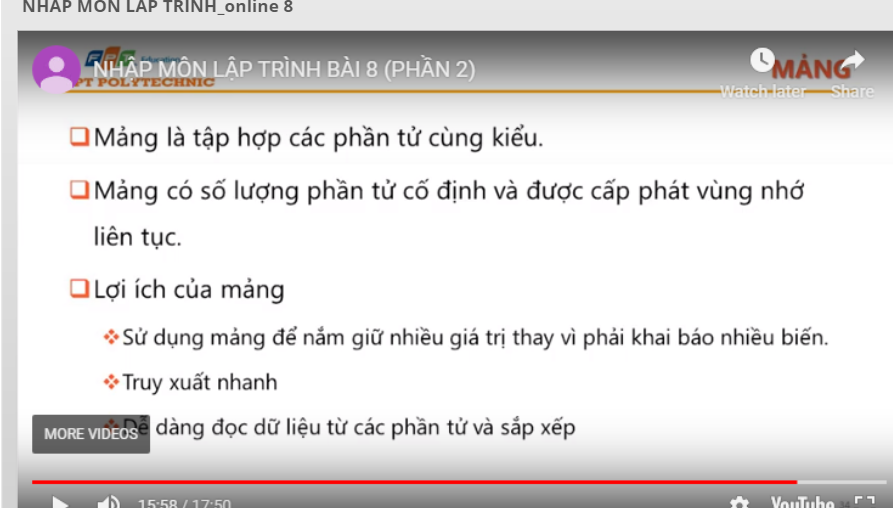 NHẬP MÔN LẬP TRÌNH_online 8
NHẬP MÔN LẬP TRÌNH BÀI 8 (PHẦN 2)
FPT Education
PT POLYTECHNIC
MẢNG
Watch later
Share
Mảng là tập hợp các phần tử cùng kiểu.
Mảng có số lượng phần tử cố định và được cấp phát vùng nhớ
liên tục.
Lợi ích của mảng
Sử dụng mảng để nắm giữ nhiều giá trị thay vì phải khai báo nhiều biến.
Truy xuất nhanh
Dễ dàng đọc dữ liệu từ các phần tử và sắp xếp
MORE VIDEOS
15:58 / 17:50
YouTube